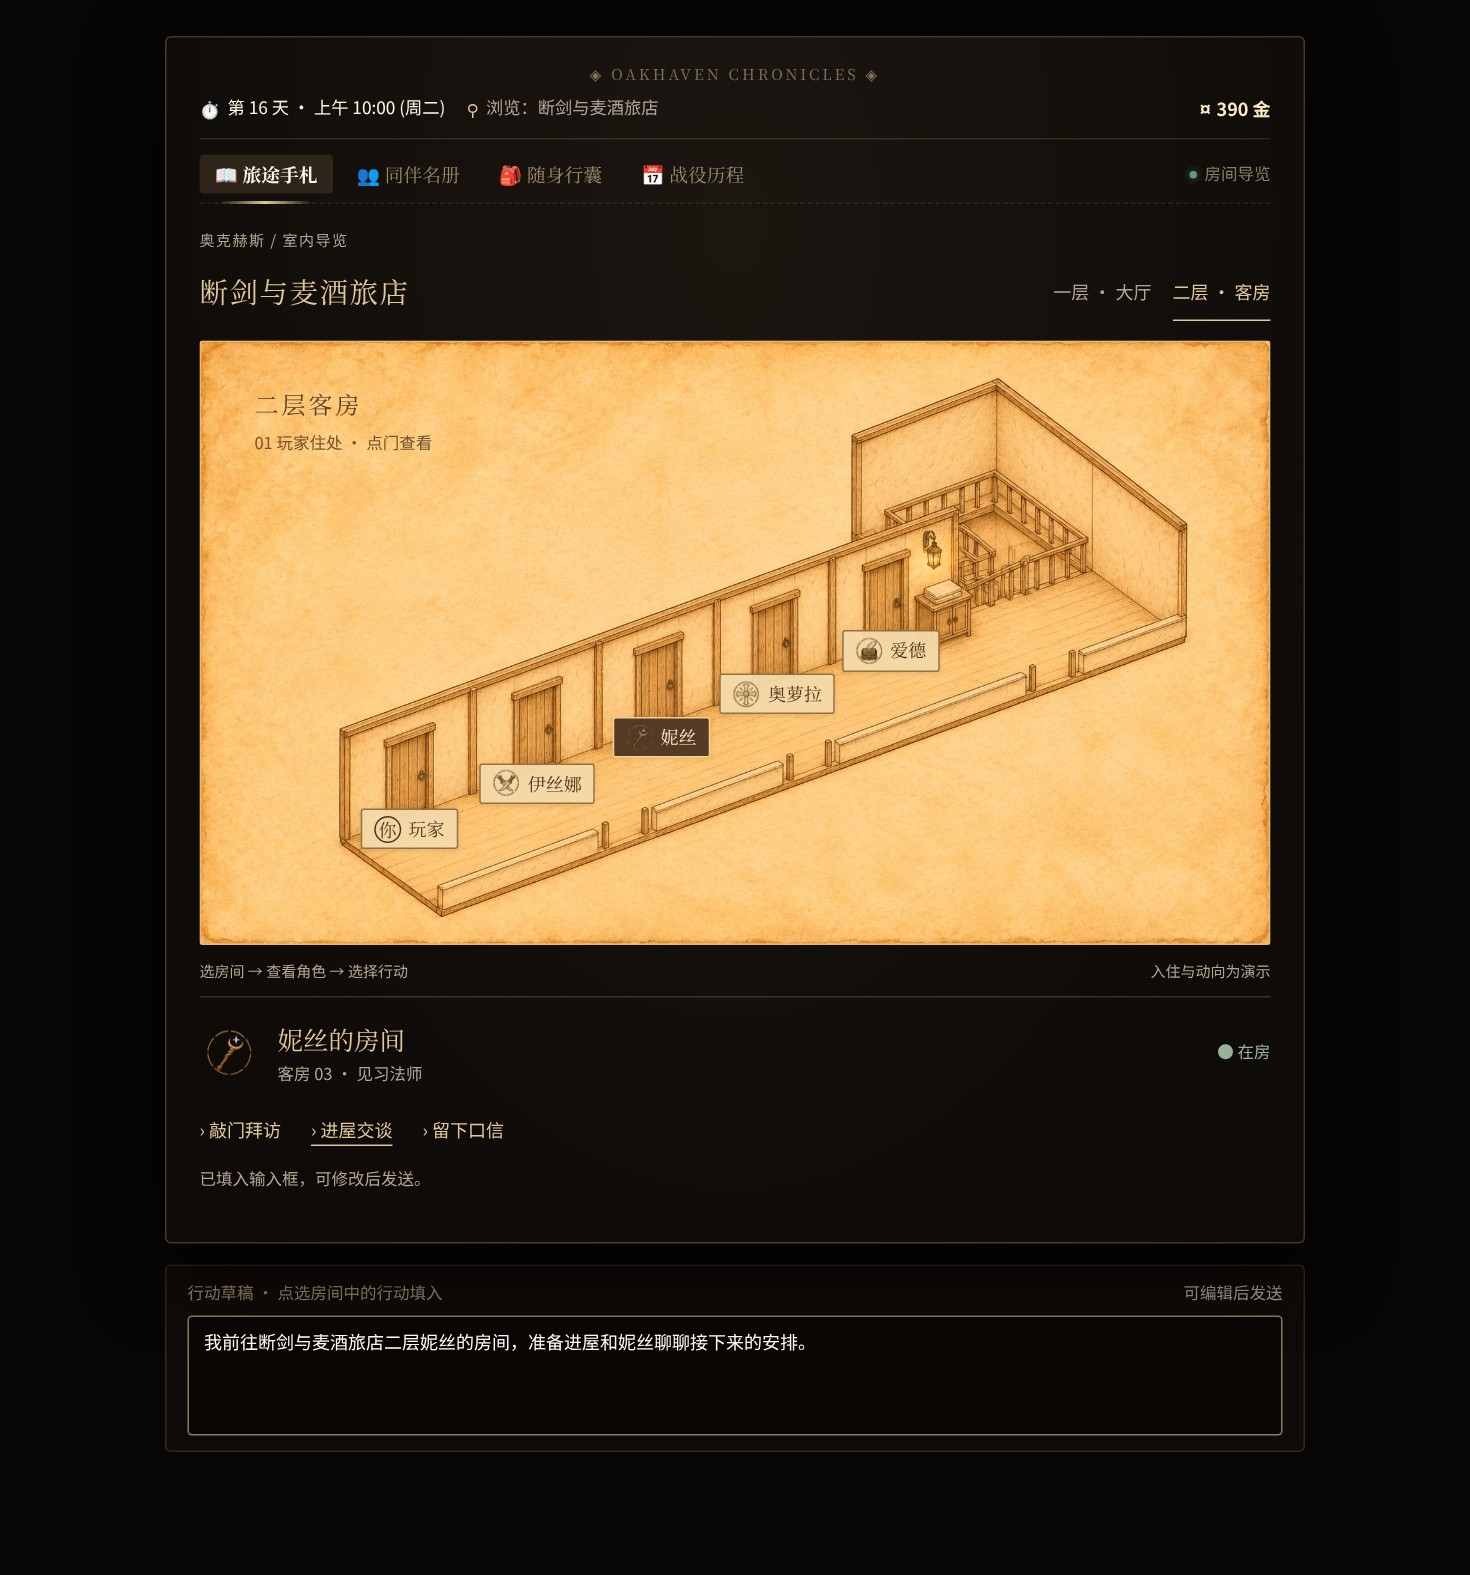 ◈ OAKHAVEN CHRONICLES ◈
第 16 天 · 上午 10:00 (周二) 浏览：断剑与麦酒旅店 ¤ 390 金
旅途手札 同伴名册 随身行囊 战役历程 房间导览
奥克赫斯 / 室内导览
断剑与麦酒旅店 一层 · 大厅 二层 · 客房
二层客房
01 玩家住处 · 点门查看
爱德
奥萝拉
妮丝
伊丝娜
你 玩家
选房间 → 查看角色 → 选择行动 入住与动向为演示
妮丝的房间
客房 03 · 见习法师 在房
› 敲门拜访 › 进屋交谈 › 留下口信
已填入输入框，可修改后发送。
行动草稿 · 点选房间中的行动填入 可编辑后发送
我前往断剑与麦酒旅店二层妮丝的房间，准备进屋和妮丝聊聊接下来的安排。